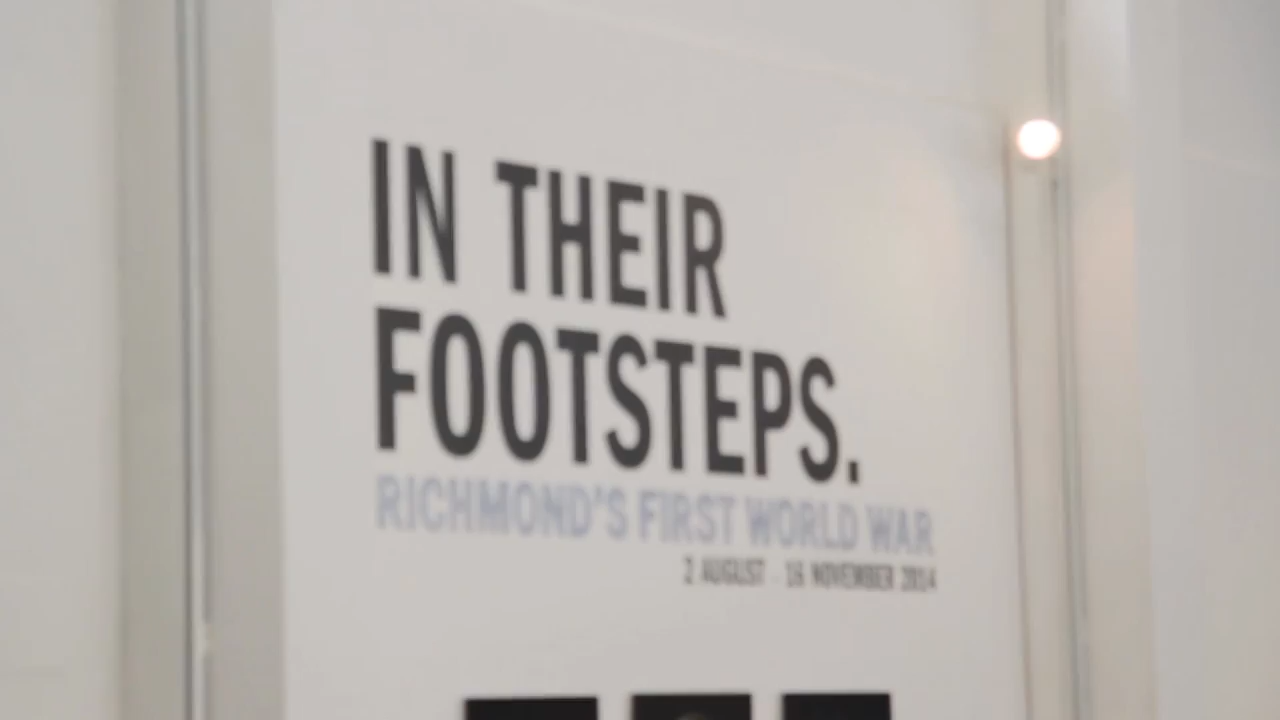 IN THEIR
FOOTSTEPS.
RICHMOND'S FIRST WORLD WAR
2 AUGUST - 16 NOVEMBER 2014